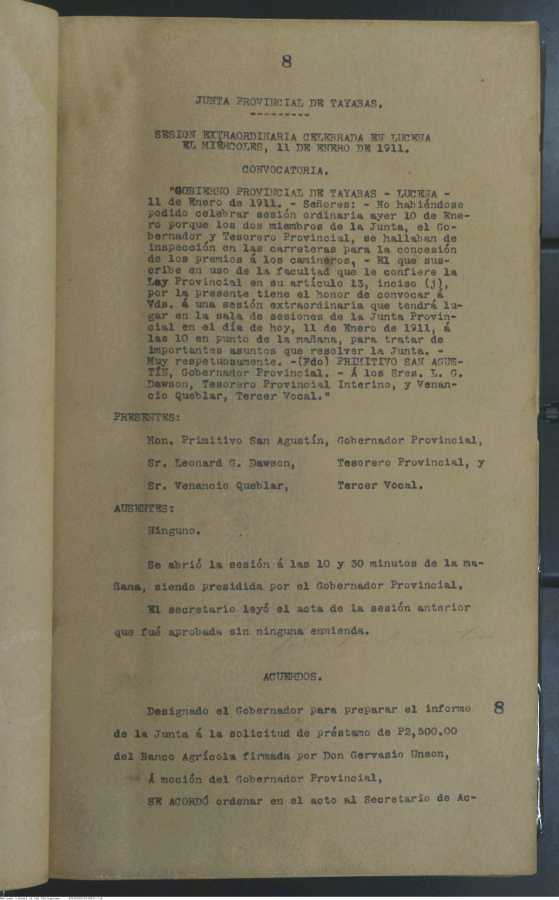 8
JUNTA PROVINCIAL DE TAYABAS.
---------
SESION EXTRAORDINARIA CELEBRADA EN LUCENA
EL MIÉRCOLES, 11 DE ENERO DE 1911.
CONVOCATORIA.
"GOBIERNO PROVINCIAL DE TAYABAS - LUCENA -
11 de Enero de 1911. - Señores: - No habiéndose
podido celebrar sesión ordinaria ayer 10 de Ene-
ro porque los dos miembros de la Junta, el Go-
bernador y Tesorero Provincial, se hallaban de
inspección en las carreteras para la concesión
de los premios á los camineros, - El que sus-
cribe en uso de la facultad que le confiere la
Ley Provincial en su artículo 13, inciso (j),
por la presente tiene el honor de convocar á
Vds. á una sesión extraordinaria que tendrá lu-
gar en la sala de sesiones de la Junta Provin-
cial en el día de hoy, 11 de Enero de 1911, á
las 10 en punto de la mañana, para tratar de
importantes asuntos que resolver la Junta. -
Muy respetuosamente. -(Fdo) PRIMITIVO SAN AGUS-
TÍN, Gobernador Provincial. - Á los Sres. L. G.
Dawson, Tesorero Provincial Interino, y Venan-
cio Queblar, Tercer Vocal."
PRESENTES:
Hon. Primitivo San Agustín, Gobernador Provincial,
Sr. Leonard G. Dawson, Tesorero Provincial, y
Sr. Venancio Queblar, Tercer Vocal.
AUSENTES:
Ninguno.
Se abrió la sesión á las 10 y 30 minutos de la ma-
ñana, siendo presidida por el Gobernador Provincial.
El secretario leyó el acta de la sesión anterior
que fué aprobada sin ninguna enmienda.
ACUERDOS.
Designado el Gobernador para preparar el informe 8
de la Junta á la solicitud de préstamo de P2,500.00
del Banco Agrícola firmada por Don Gervasio Unson,
Á moción del Gobernador Provincial,
SE ACORDÓ ordenar en el acto al Secretario de Ac-